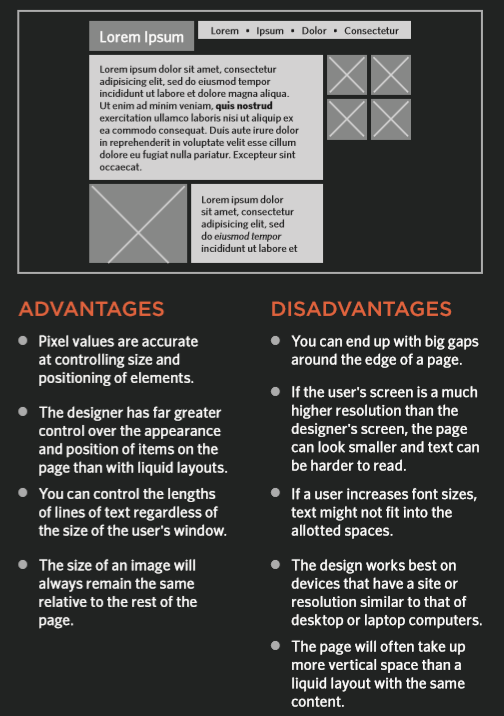 Lorem Ipsum
Lorem • Ipsum • Dolor • Consectetur
Lorem ipsum dolor sit amet, consectetur
adipisicing elit, sed do eiusmod tempor
incididunt ut labore et dolore magna aliqua.
Ut enim ad minim veniam, quis nostrud
exercitation ullamco laboris nisi ut aliquip ex
ea commodo consequat. Duis aute irure dolor
in reprehenderit in voluptate velit esse cillum
dolore eu fugiat nulla pariatur. Excepteur sint
occaecat.
Lorem ipsum dolor
sit amet, consectetur
adipisicing elit, sed
do eiusmod tempor
incididunt ut labore et
ADVANTAGES
Pixel values are accurate
at controlling size and
positioning of elements.
The designer has far greater
control over the appearance
and position of items on the
page than with liquid layouts.
You can control the lengths
of lines of text regardless of
the size of the user's window.
The size of an image will
always remain the same
relative to the rest of the
page.
DISADVANTAGES
You can end up with big gaps
around the edge of a page.
If the user's screen is a much
higher resolution than the
designer's screen, the page
can look smaller and text can
be harder to read.
If a user increases font sizes,
text might not fit into the
allotted spaces.
The design works best on
devices that have a site or
resolution similar to that of
desktop or laptop computers.
The page will often take up
more vertical space than a
liquid layout with the same
content.